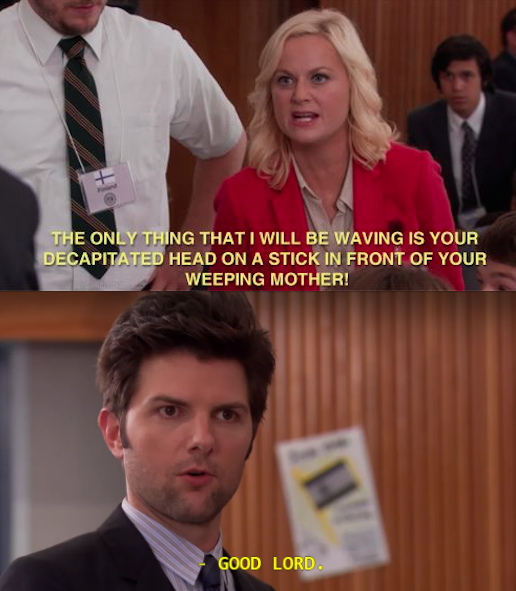 Finland
THE ONLY THING THAT I WILL BE WAVING IS YOUR
DECAPITATED HEAD ON A STICK IN FRONT OF YOUR
WEEPING MOTHER!
- GOOD LORD.